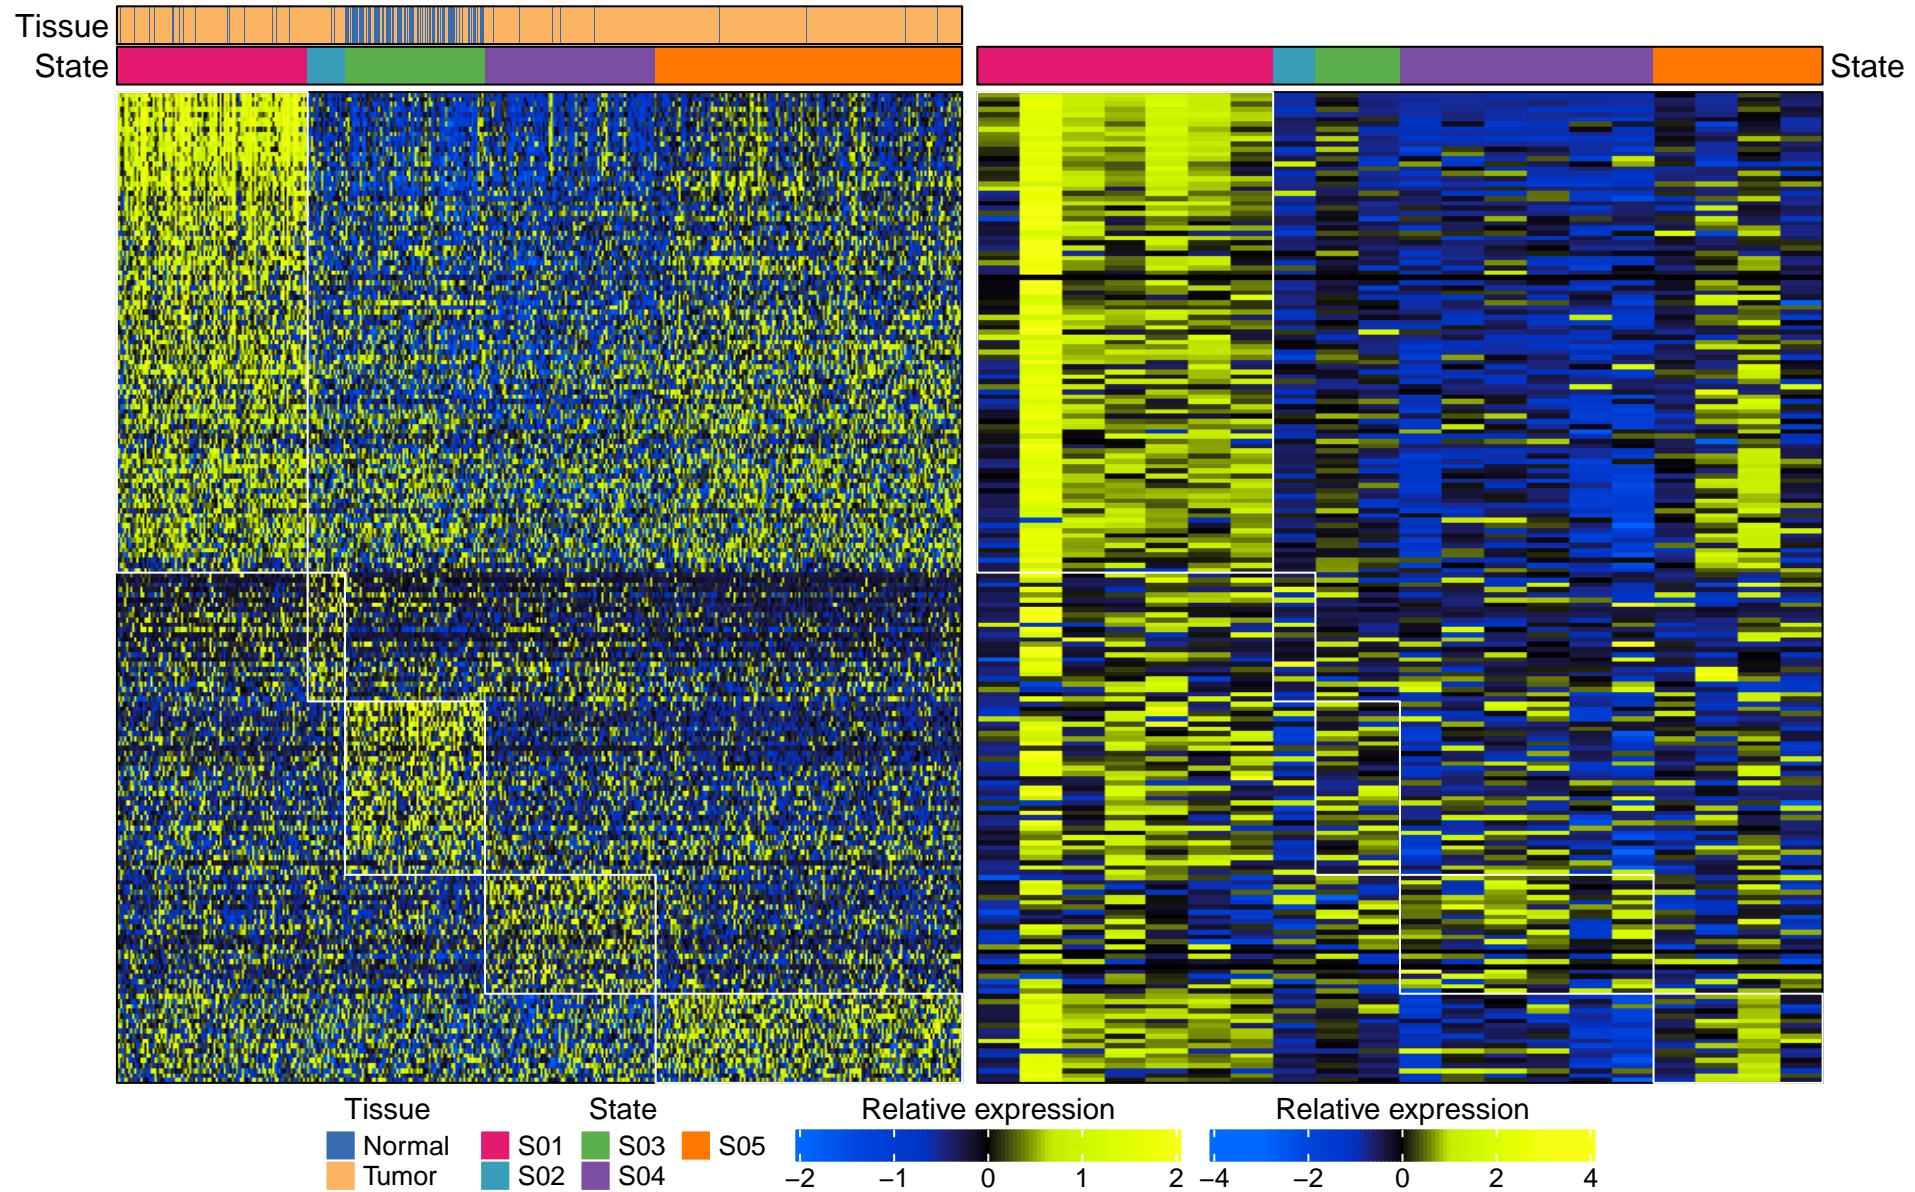 Tissue
State
State
Tissue State Relative expression Relative expression
Normal S01 S03 S05
Tumor S02 S04
−2 −1 0 1 2 −4 −2 0 2 4